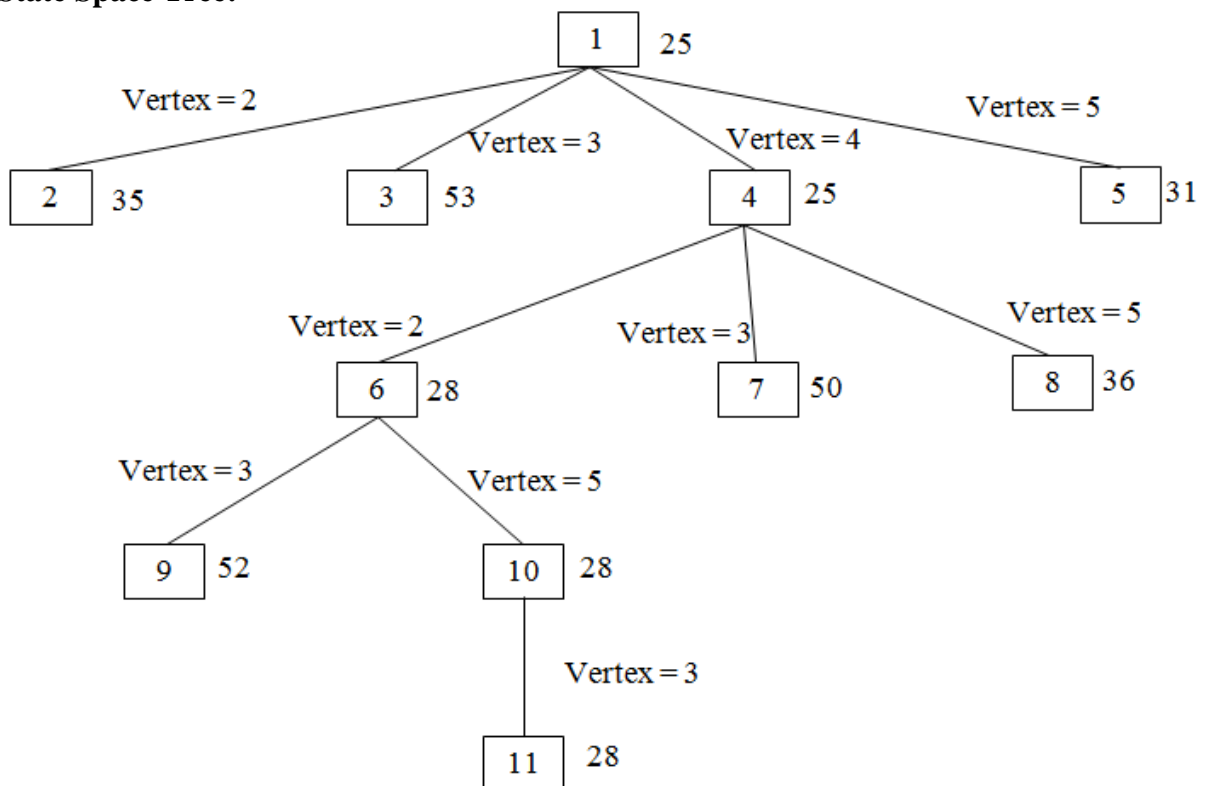 State Space Tree:
1 25
Vertex = 2
Vertex = 3
Vertex = 4
Vertex = 5
2 35
3 53
4 25
5 31
Vertex = 2
Vertex = 3
Vertex = 5
6 28
7 50
8 36
Vertex = 3
Vertex = 5
9 52
10 28
Vertex = 3
11 28